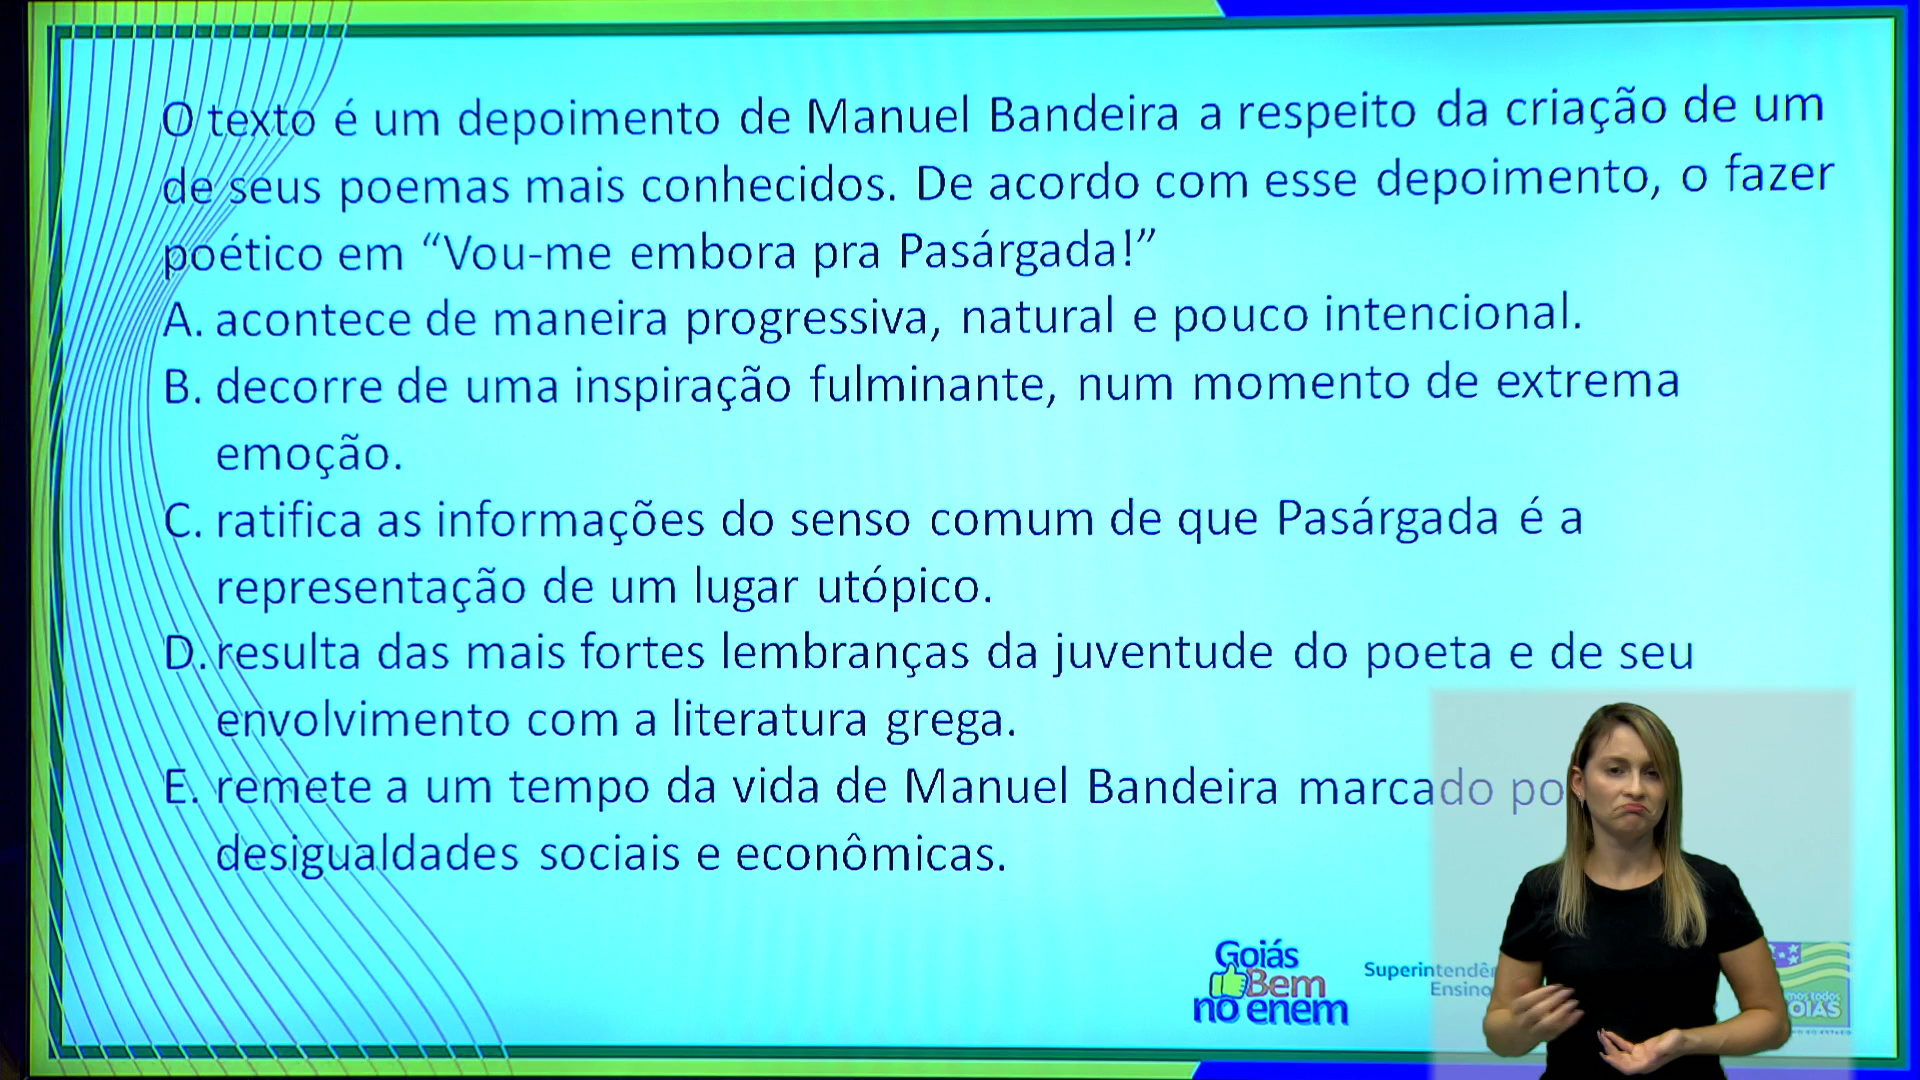 O texto é um depoimento de Manuel Bandeira a respeito da criação de um
de seus poemas mais conhecidos. De acordo com esse depoimento, o fazer
poético em “Vou-me embora pra Pasárgada!”
A. acontece de maneira progressiva, natural e pouco intencional.
B. decorre de uma inspiração fulminante, num momento de extrema
emoção.
C. ratifica as informações do senso comum de que Pasárgada é a
representação de um lugar utópico.
D. resulta das mais fortes lembranças da juventude do poeta e de seu
envolvimento com a literatura grega.
E. remete a um tempo da vida de Manuel Bandeira marcado
desigualdades sociais e econômicas.
Goiás
Bem
no enem
Ensino
todos